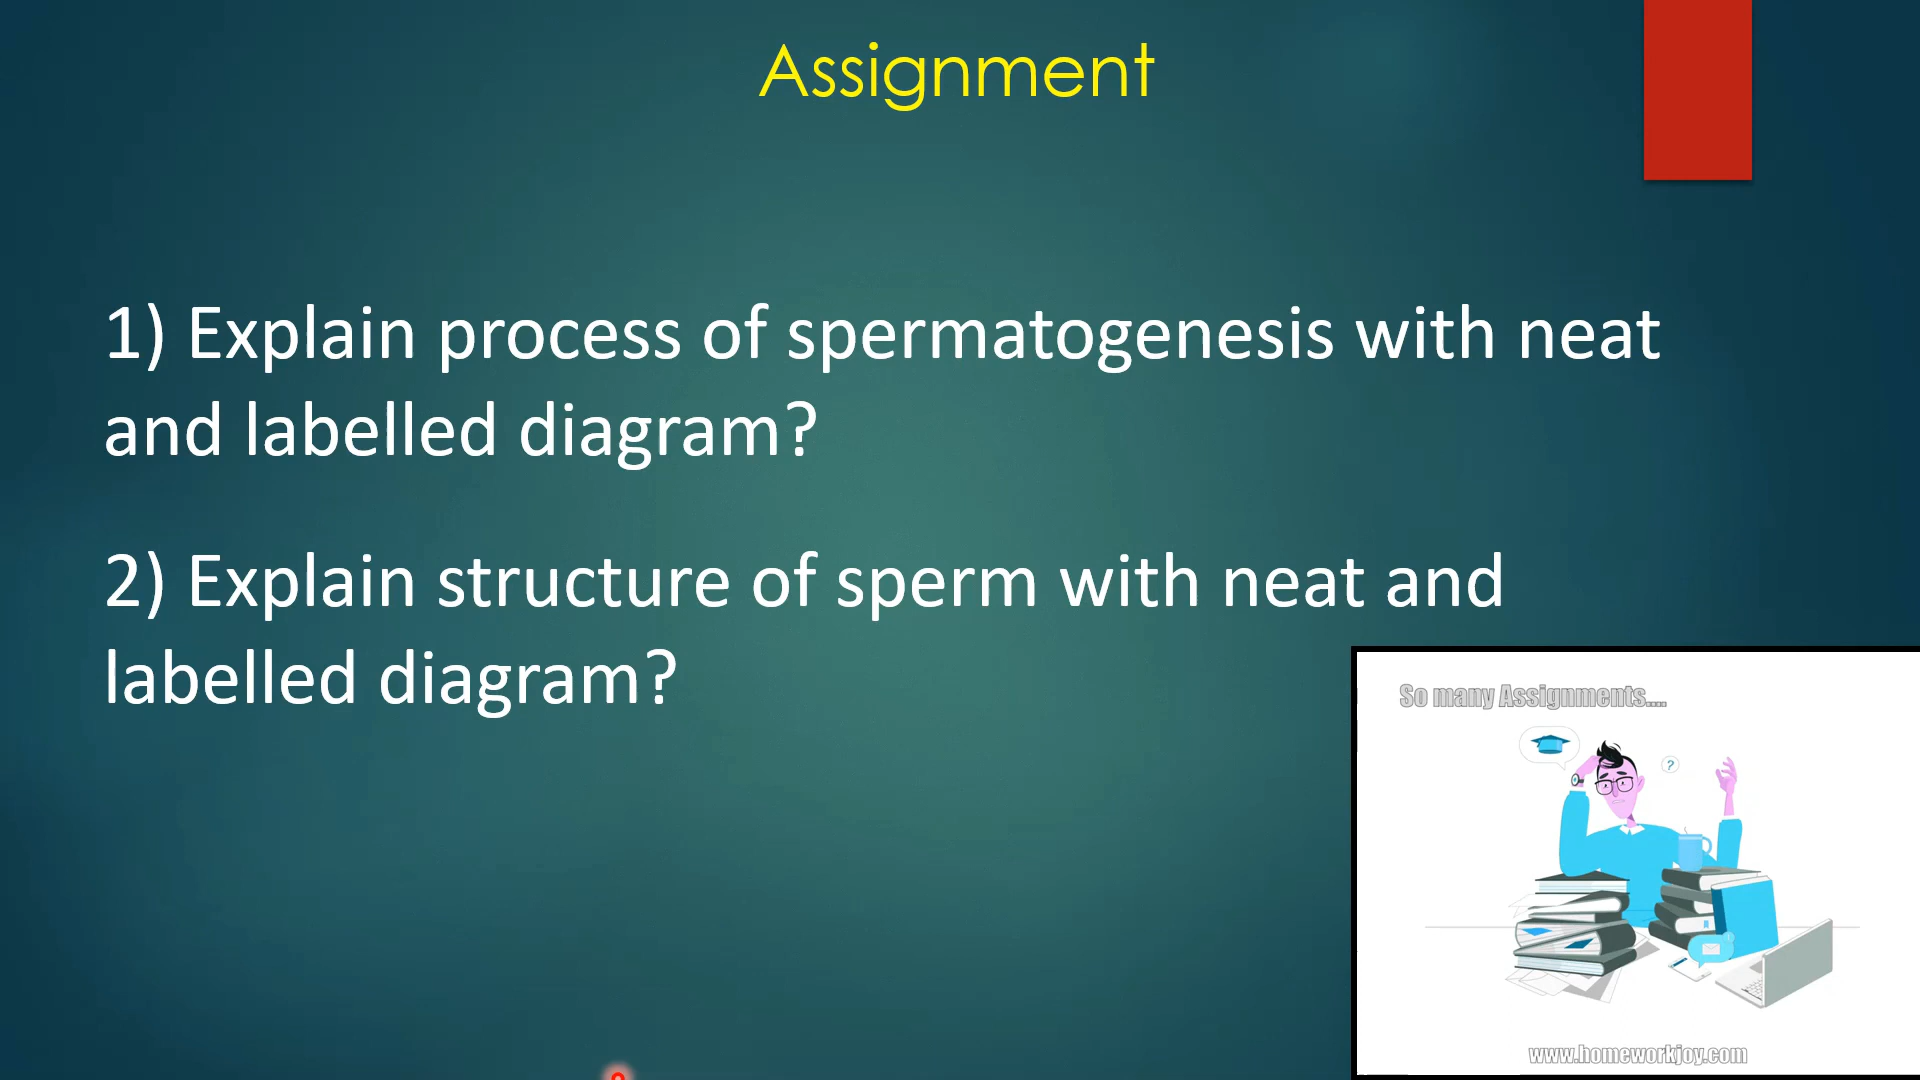 Assignment
1) Explain process of spermatogenesis with neat
and labelled diagram?
2) Explain structure of sperm with neat and
labelled diagram?
So many Assignments....
?
www.homeworkjoy.com